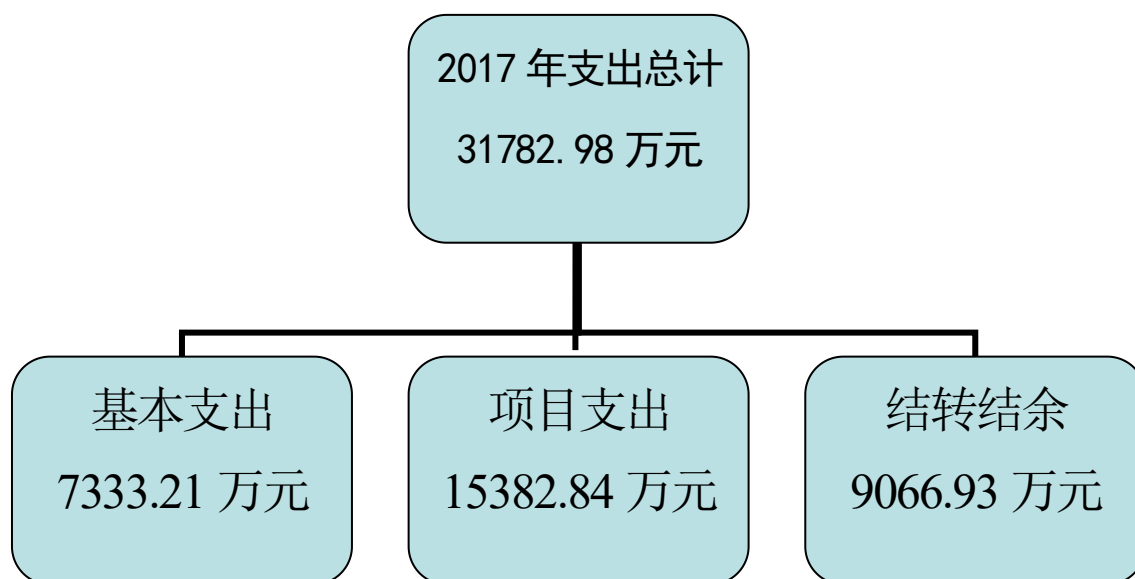 2017 年支出总计
31782.98 万元
基本支出
7333.21 万元
项目支出
15382.84 万元
结转结余
9066.93 万元